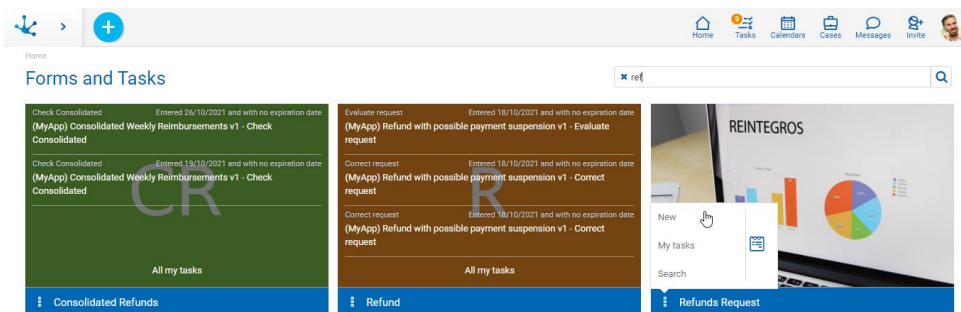 9
Home
Tasks
Calendars
Cases
Messages
Invite
Home
Forms and Tasks
ref
Check Consolidated Entered 26/10/2021 and with no expiration date
(MyApp) Consolidated Weekly Reimbursements v1 - Check
Consolidated
Check Consolidated Entered 19/10/2021 and with no expiration date
(MyApp) Consolidated Weekly Reimbursements v1 - Check
Consolidated
CR
All my tasks
Consolidated Refunds
Evaluate request Entered 18/10/2021 and with no expiration date
(MyApp) Refund with possible payment suspension v1 - Evaluate
request
Correct request Entered 18/10/2021 and with no expiration date
(MyApp) Refund with possible payment suspension v1 - Correct
request
R
Correct request Entered 18/10/2021 and with no expiration date
(MyApp) Refund with possible payment suspension v1 - Correct
request
All my tasks
Refund
REINTEGROS
New
My tasks
Search
Refunds Request